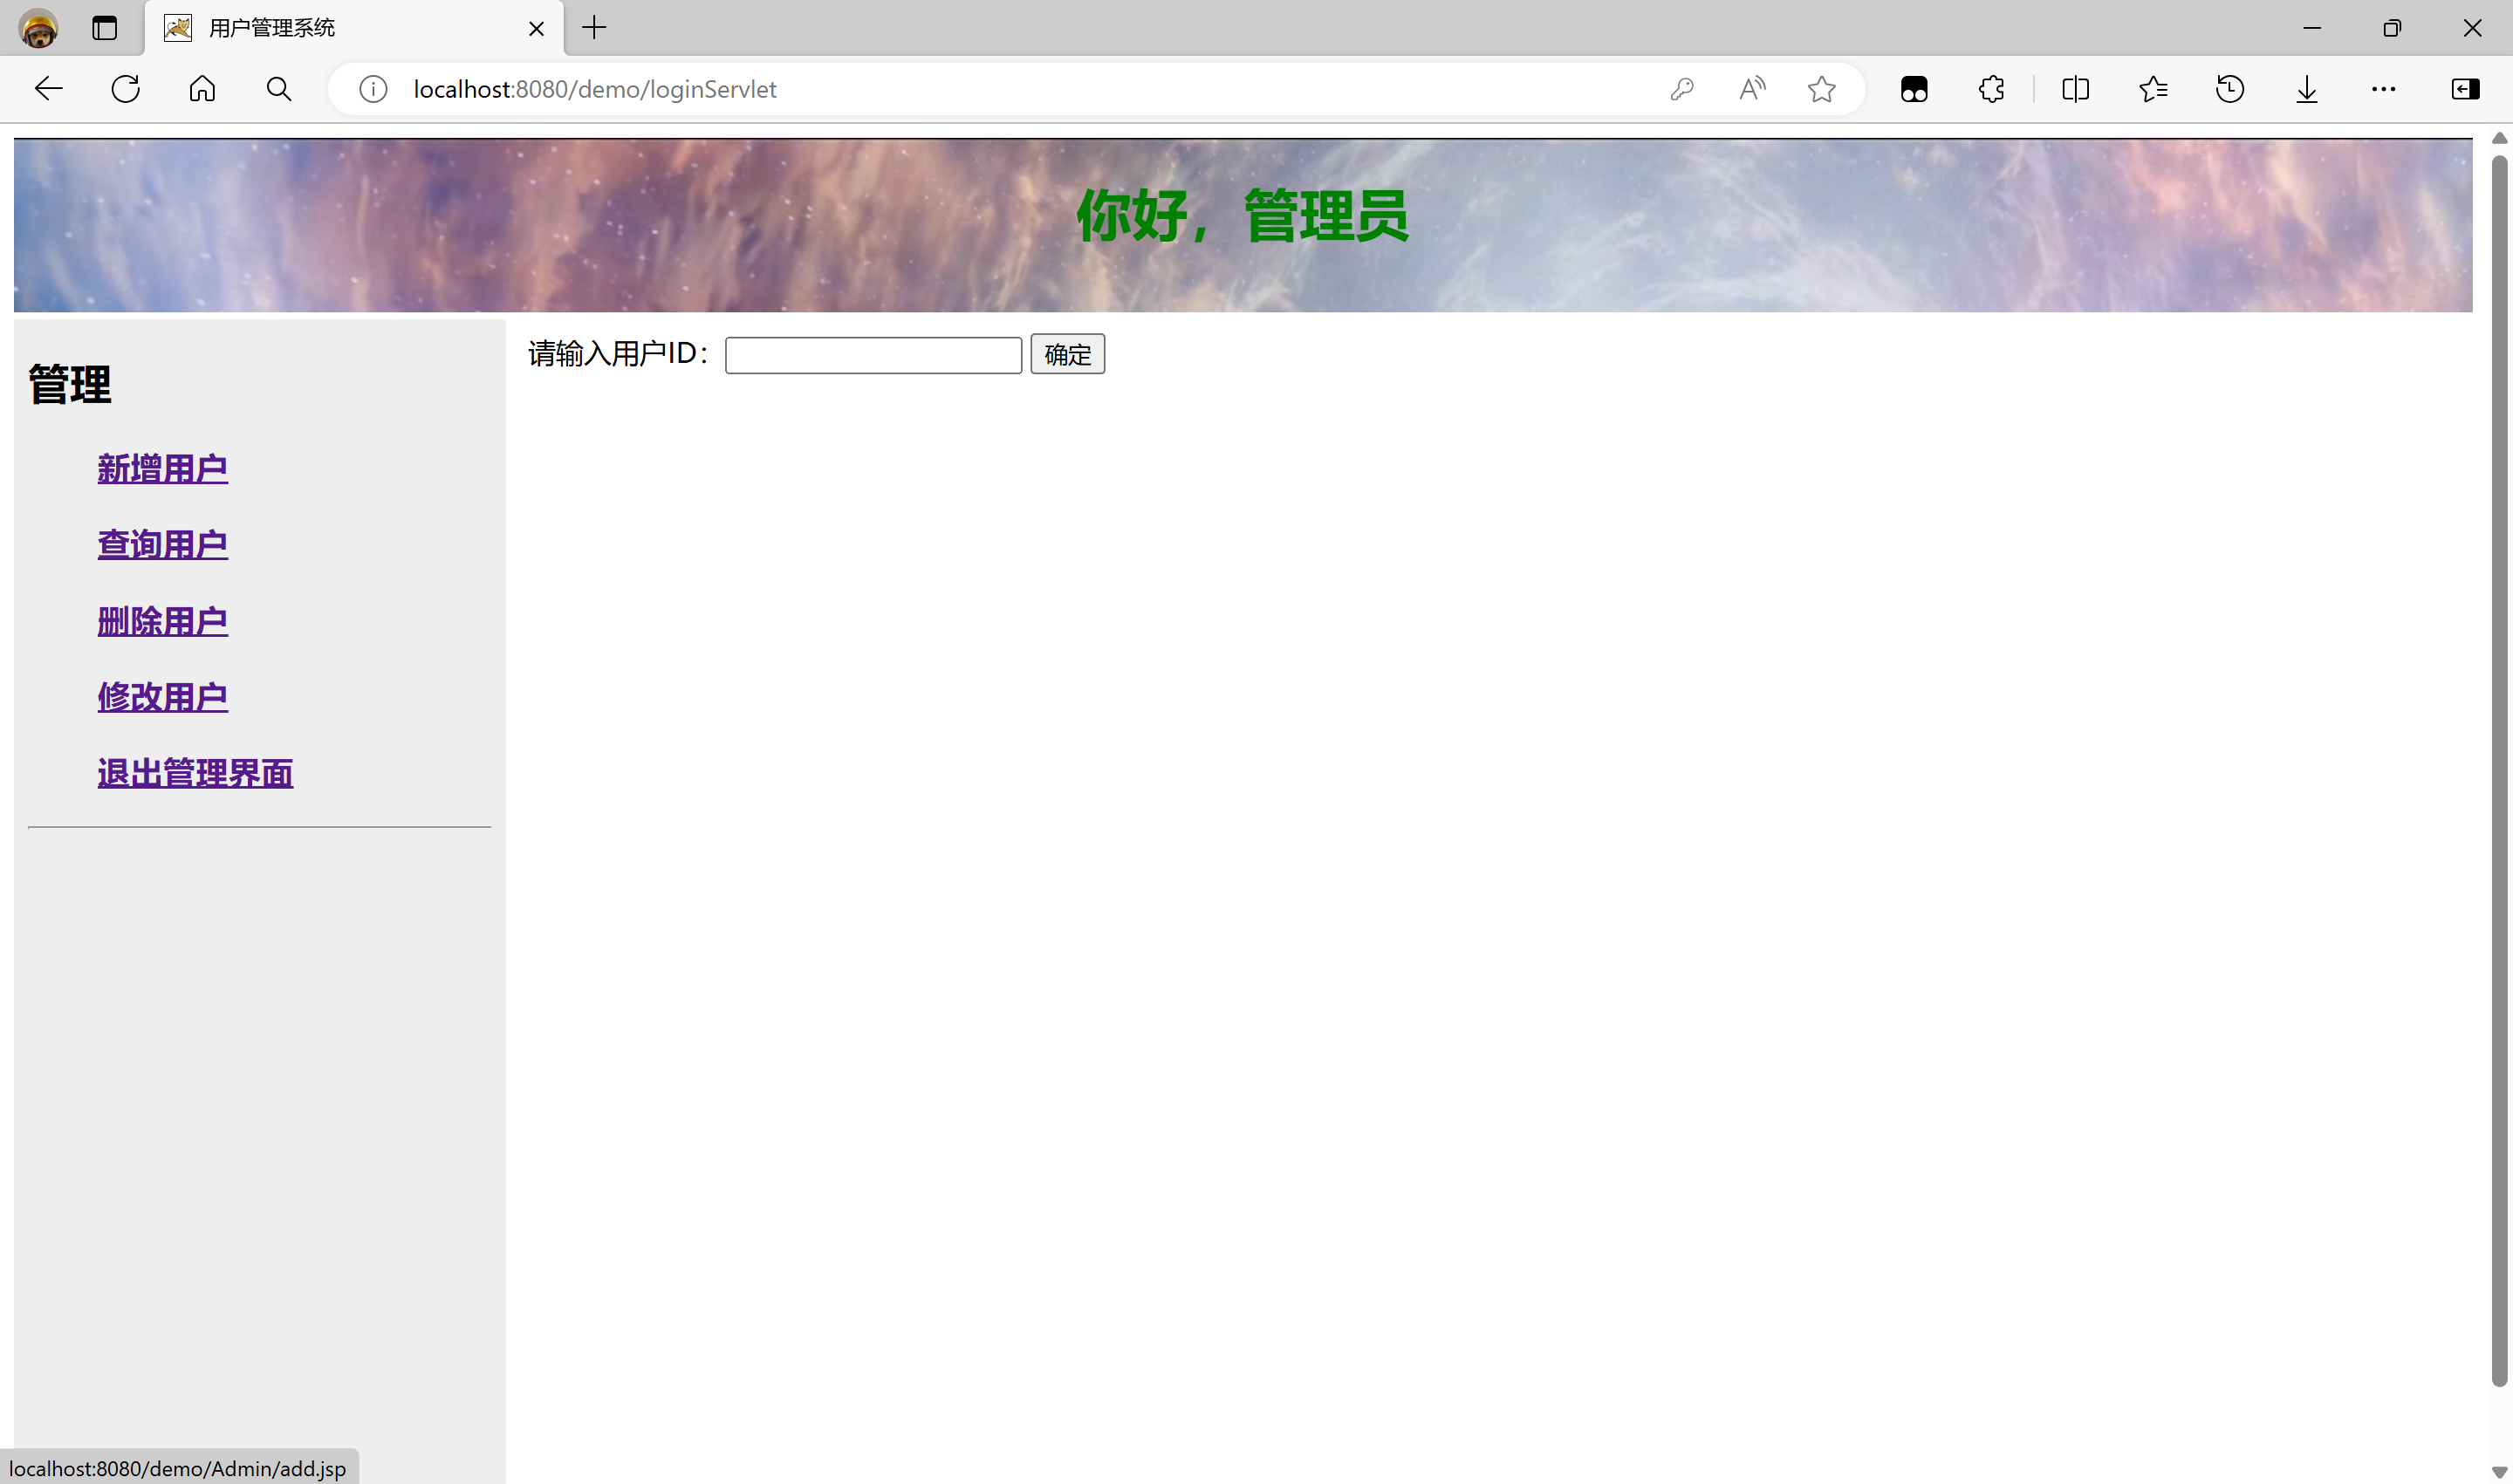 用户管理系统
localhost:8080/demo/loginServlet
你好，管理员
管理
新增用户
查询用户
删除用户
修改用户
退出管理界面
请输入用户ID：
确定
localhost:8080/demo/Admin/add.jsp